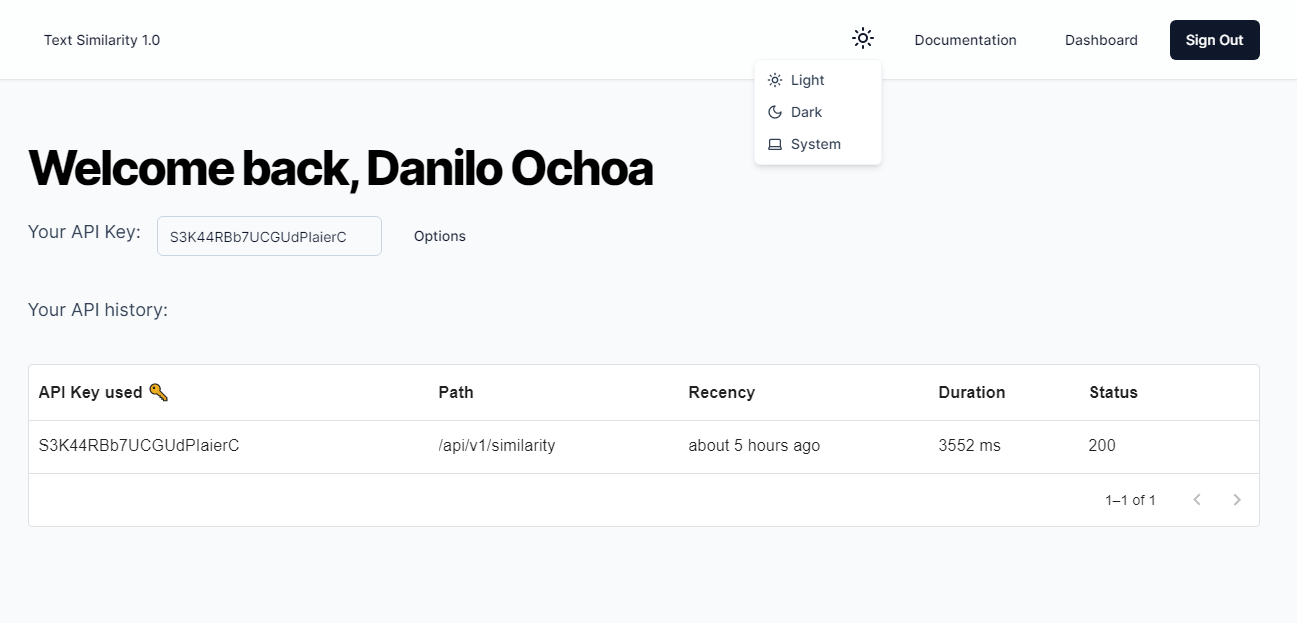 Text Similarity 1.0
Documentation
Dashboard
Sign Out
Light
Dark
System
Welcome back, Danilo Ochoa
Your API Key: S3K44RBb7UCGUdPIaierC Options
Your API history:
API Key used Path Recency Duration Status
S3K44RBb7UCGUdPIaierC /api/v1/similarity about 5 hours ago 3552 ms 200
1–1 of 1